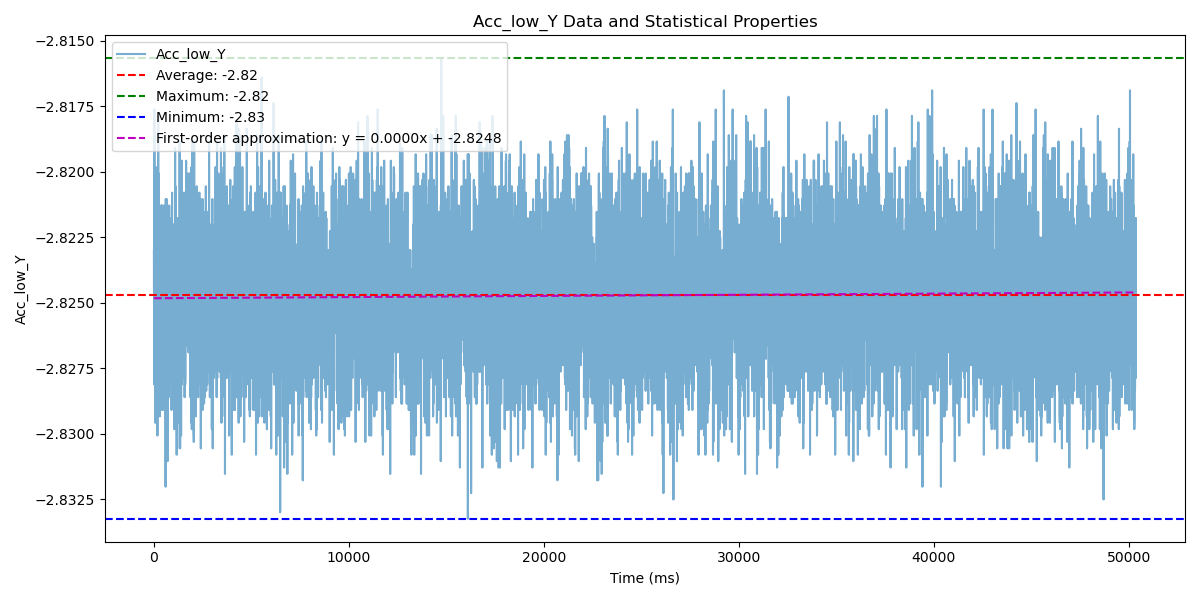 Acc_low_Y Data and Statistical Properties
Acc_low_Y
Average: -2.82
Maximum: -2.82
Minimum: -2.83
First-order approximation: y = 0.0000x + -2.8248
−2.8150
−2.8175
−2.8200
−2.8225
−2.8250
−2.8275
−2.8300
−2.8325
Acc_low_Y
0 10000 20000 30000 40000 50000
Time (ms)